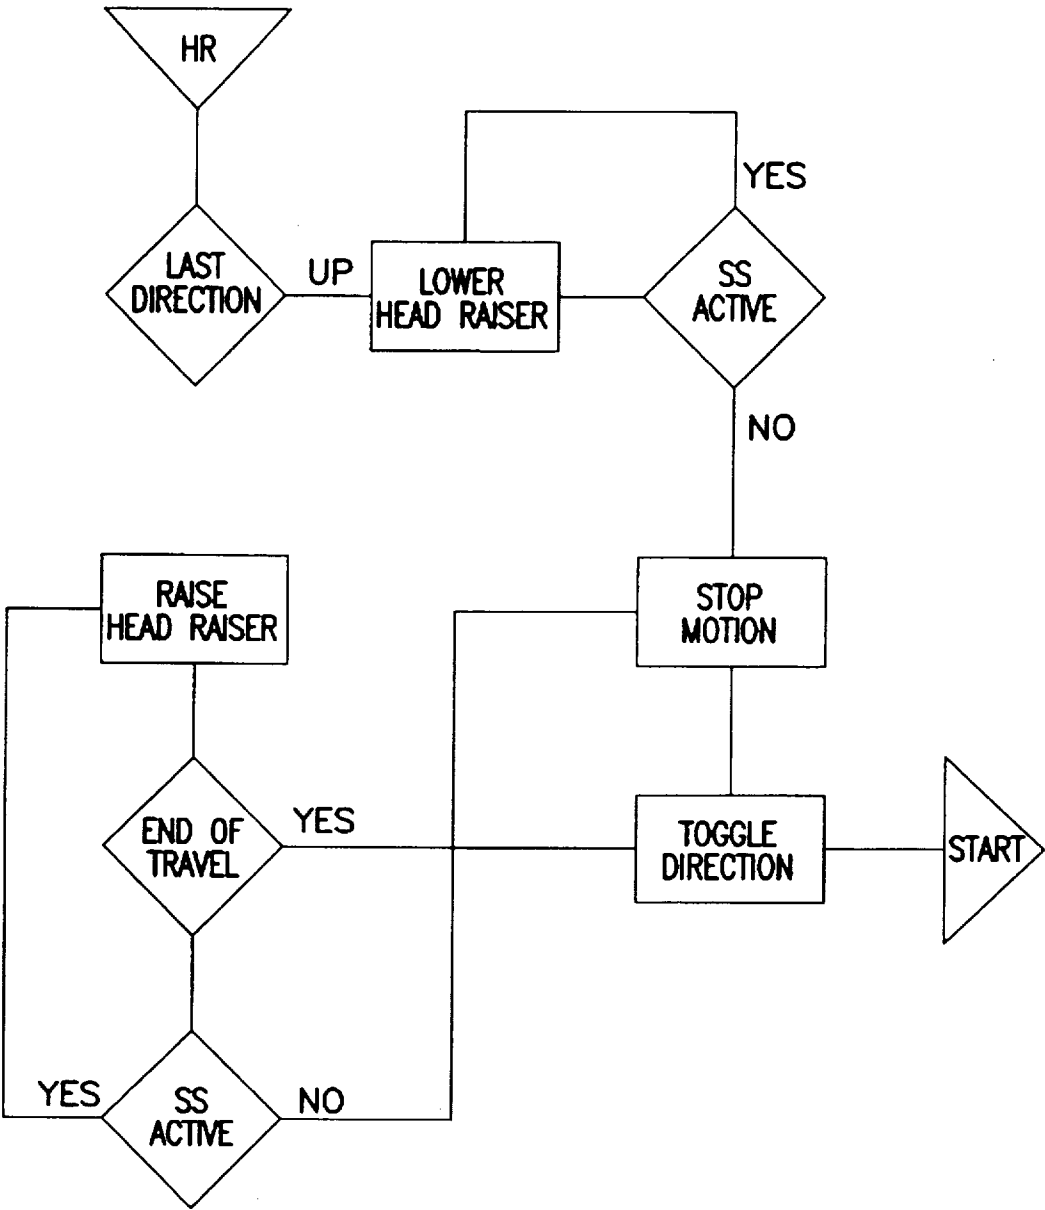 HR
YES
LAST
DIRECTION
UP
LOWER
HEAD RAISER
SS
ACTIVE
NO
RAISE
HEAD RAISER
STOP
MOTION
END OF
TRAVEL
YES
TOGGLE
DIRECTION
START
YES
SS
ACTIVE
NO